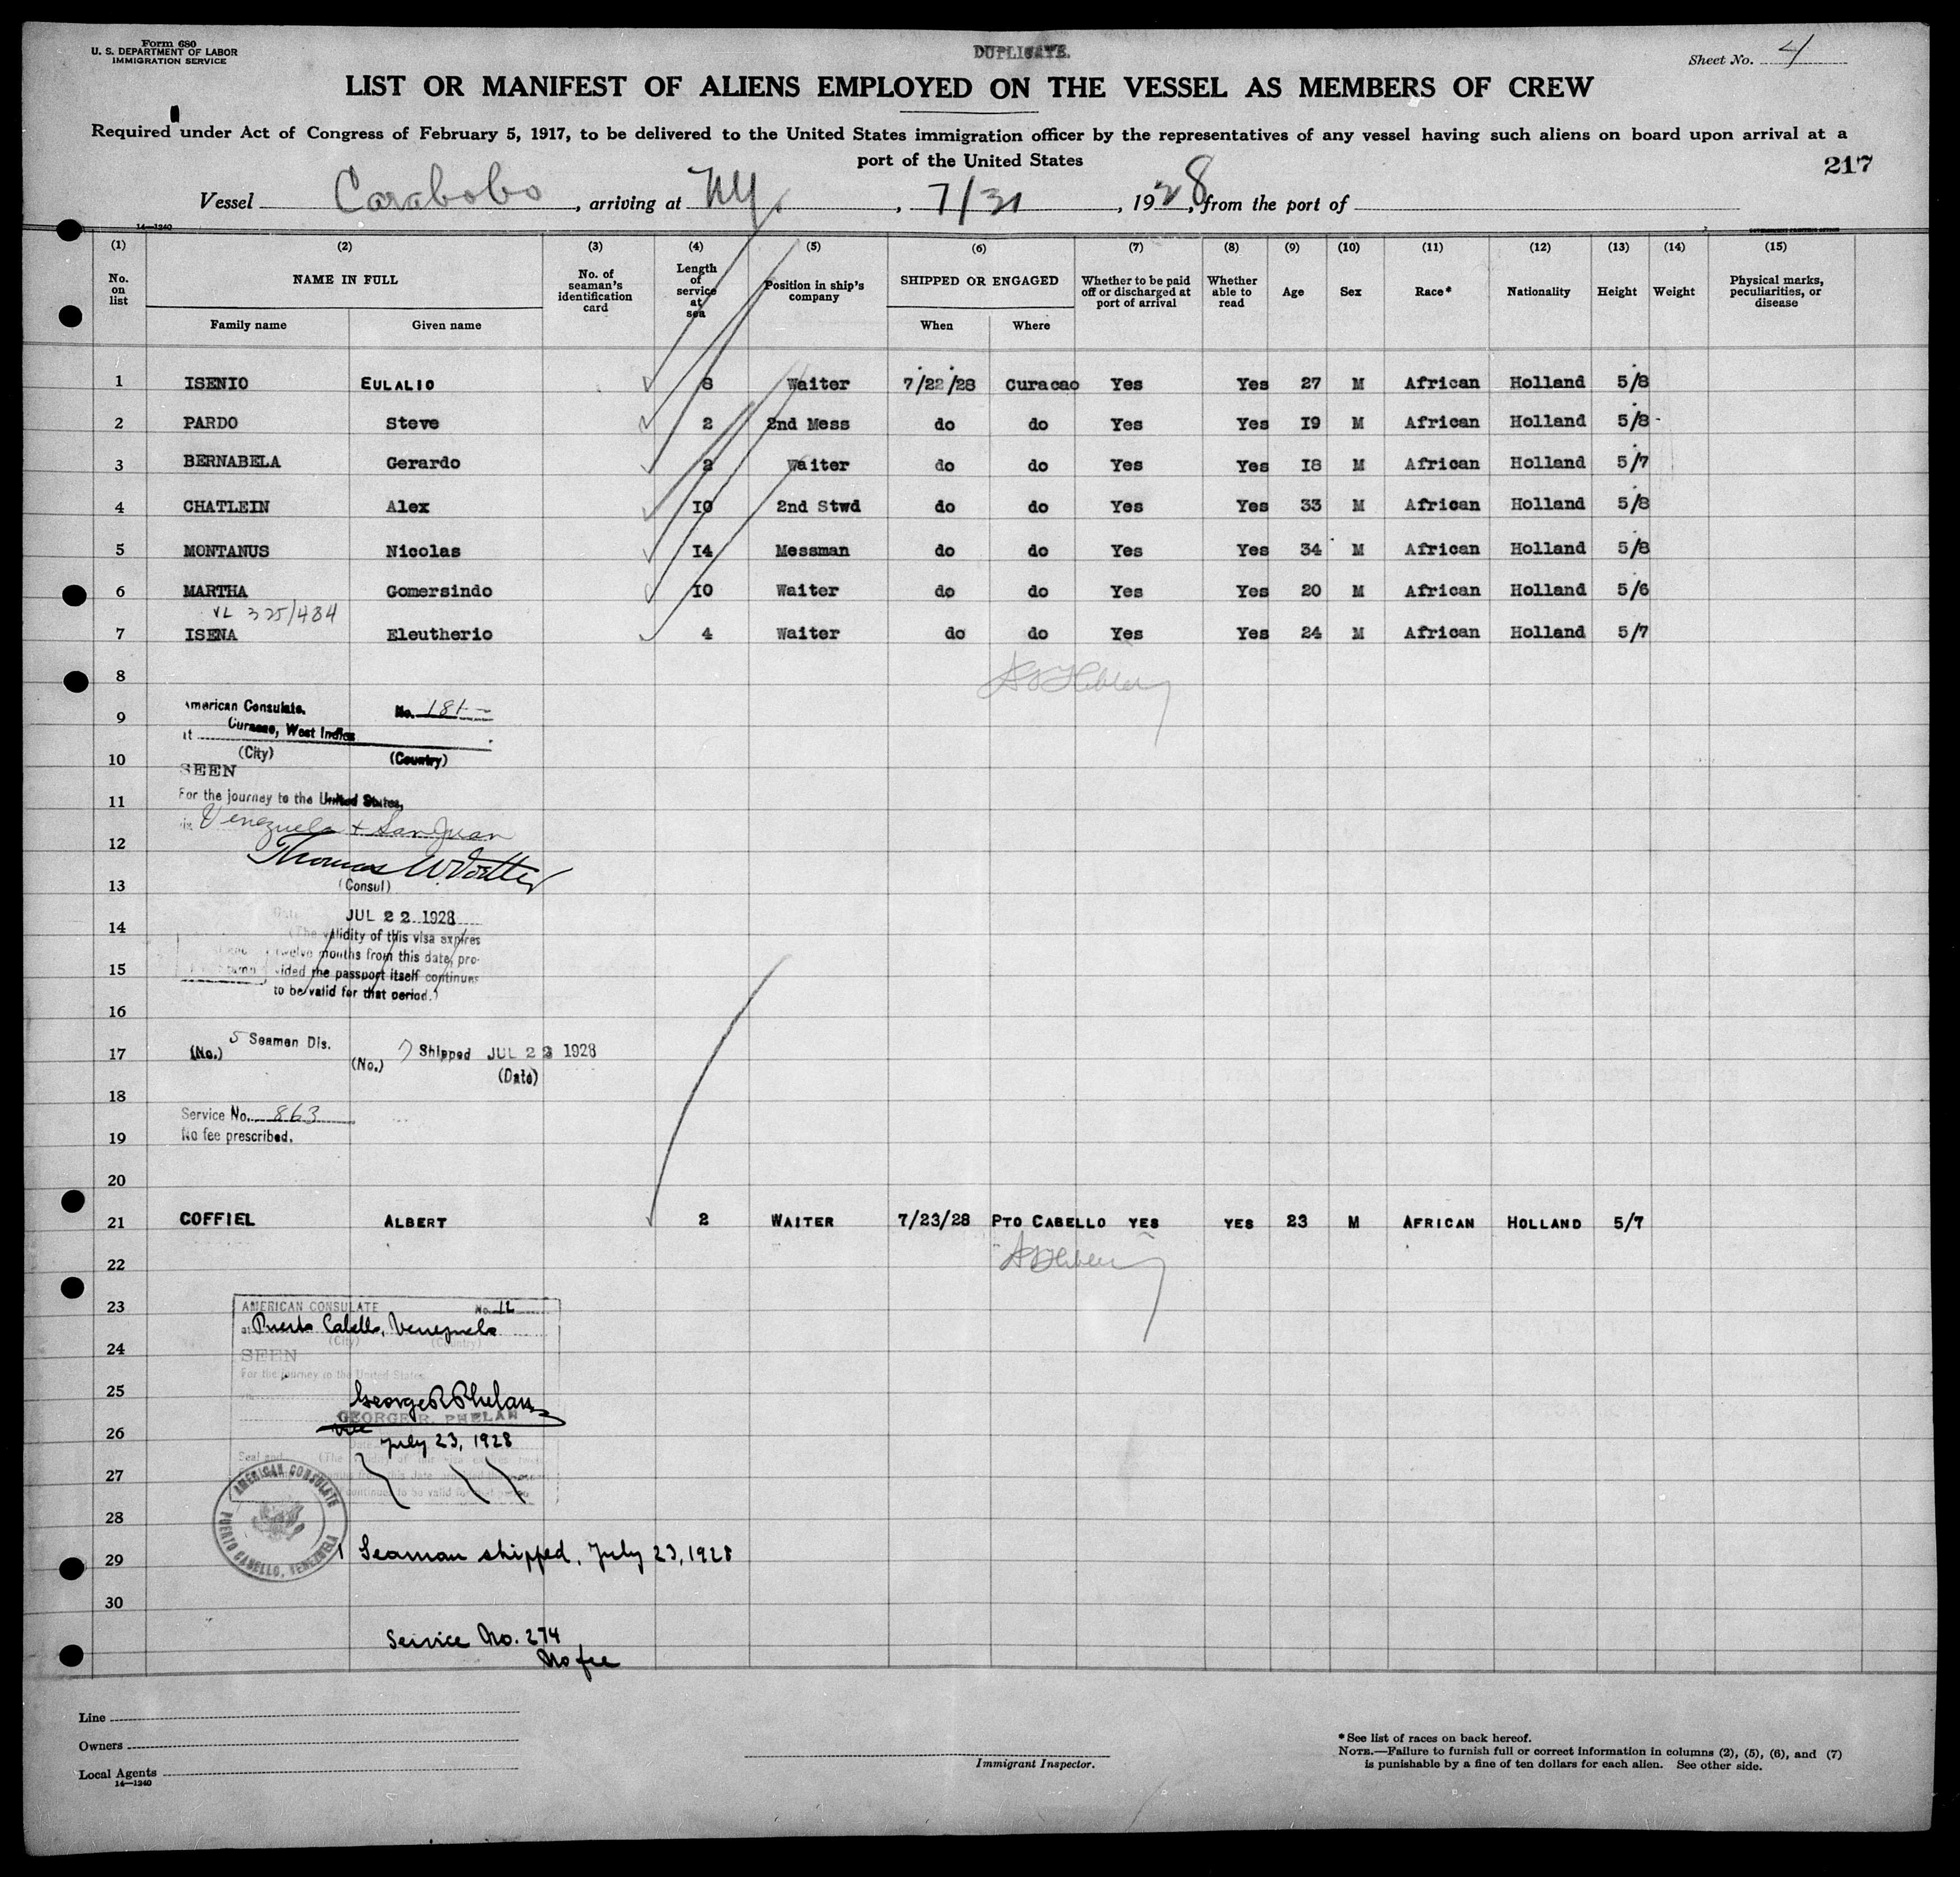 Form 680
U. S. DEPARTMENT OF LABOR
IMMIGRATION SERVICE
DUPLICATE.
Sheet No. 4
LIST OR MANIFEST OF ALIENS EMPLOYED ON THE VESSEL AS MEMBERS OF CREW
Required under Act of Congress of February 5, 1917, to be delivered to the United States immigration officer by the representatives of any vessel having such aliens on board upon arrival at a
port of the United States
217
Vessel Carabobo, arriving at NY, 7/31, 1928, from the port of
14—1240
(1) (2) (3) (4) (5) (6) (7) (8) (9) (10) (11) (12) (13) (14) (15)
No. on list NAME IN FULL No. of seaman's identification card Length of service at sea Position in ship's company SHIPPED OR ENGAGED Whether to be paid off or discharged at port of arrival Whether able to read Age Sex Race* Nationality Height Weight Physical marks, peculiarities, or disease
Family name Given name When Where
1 ISENIO EULALIO 8 Waiter 7/22/28 Curacao Yes Yes 27 M African Holland 5/8
2 PARDO Steve 2 2nd Mess do do Yes Yes 19 M African Holland 5/8
3 BERNABELA Gerardo 2 Waiter do do Yes Yes 18 M African Holland 5/7
4 CHATLEIN Alex 10 2nd Stwd do do Yes Yes 33 M African Holland 5/8
5 MONTANUS Nicolas 14 Messman do do Yes Yes 34 M African Holland 5/8
6 MARTHA Gomersindo 10 Waiter do do Yes Yes 20 M African Holland 5/6
VL 325/484
7 ISENA Eleutherio 4 Waiter do do Yes Yes 24 M African Holland 5/7
8
American Consulate. No. 181
9
at Curacao, West Indies
(City) (Country)
10
SEEN
11
For the journey to the United States,
Venezuela + San Juan
12
Thomas W.
13
(Consul)
Date JUL 22 1928
14
(The validity of this visa expires
twelve months from this date, pro-
15
vided the passport itself continues
to be valid for that period.)
16
(No.) 5 Seamen Dis. (No.) 7 Shipped JUL 22 1928
17
(Date)
18
Service No. 863
19
No fee prescribed.
20
21 COFFIEL ALBERT 2 WAITER 7/23/28 PTO CABELLO YES YES 23 M AFRICAN HOLLAND 5/7
22
23
AMERICAN CONSULATE No. 12
at Puerto Cabello, Venezuela
(City) (Country)
24
SEEN
For the journey to the United States
25
George R Phelan
GEORGE R. PHELAN
26
Vice
July 23, 1928
27
AMERICAN CONSULATE
PUERTO CABELLO, VENEZUELA
28
29
1 Seaman shipped, July 23, 1928
30
Service No. 274
No fee
Line
Owners
Local Agents
14—1240
Immigrant Inspector.
*See list of races on back hereof.
NOTE.—Failure to furnish full or correct information in columns (2), (5), (6), and (7)
is punishable by a fine of ten dollars for each alien. See other side.